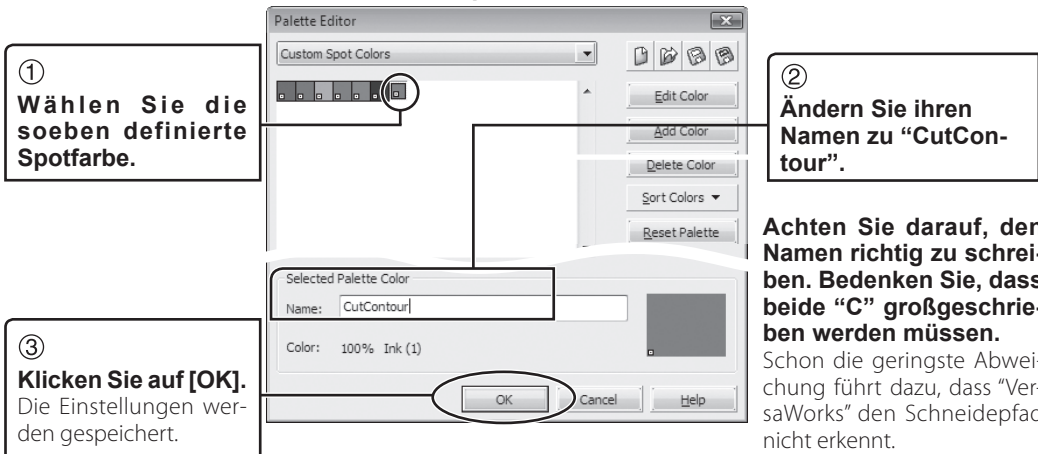 Palette Editor
Custom Spot Colors
Edit Color
Add Color
Delete Color
Sort Colors
Reset Palette
Selected Palette Color
Name: CutContour
Color: 100% Ink (1)
OK Cancel Help
①
Wählen Sie die
soeben definierte
Spotfarbe.
②
Ändern Sie ihren
Namen zu “CutCon-
tour”.
Achten Sie darauf, den
Namen richtig zu schrei-
ben. Bedenken Sie, dass
beide “C” großgeschrie-
ben werden müssen.
Schon die geringste Abwei-
chung führt dazu, dass “Ver-
saWorks” den Schneidepfad
nicht erkennt.
③
Klicken Sie auf [OK].
Die Einstellungen wer-
den gespeichert.